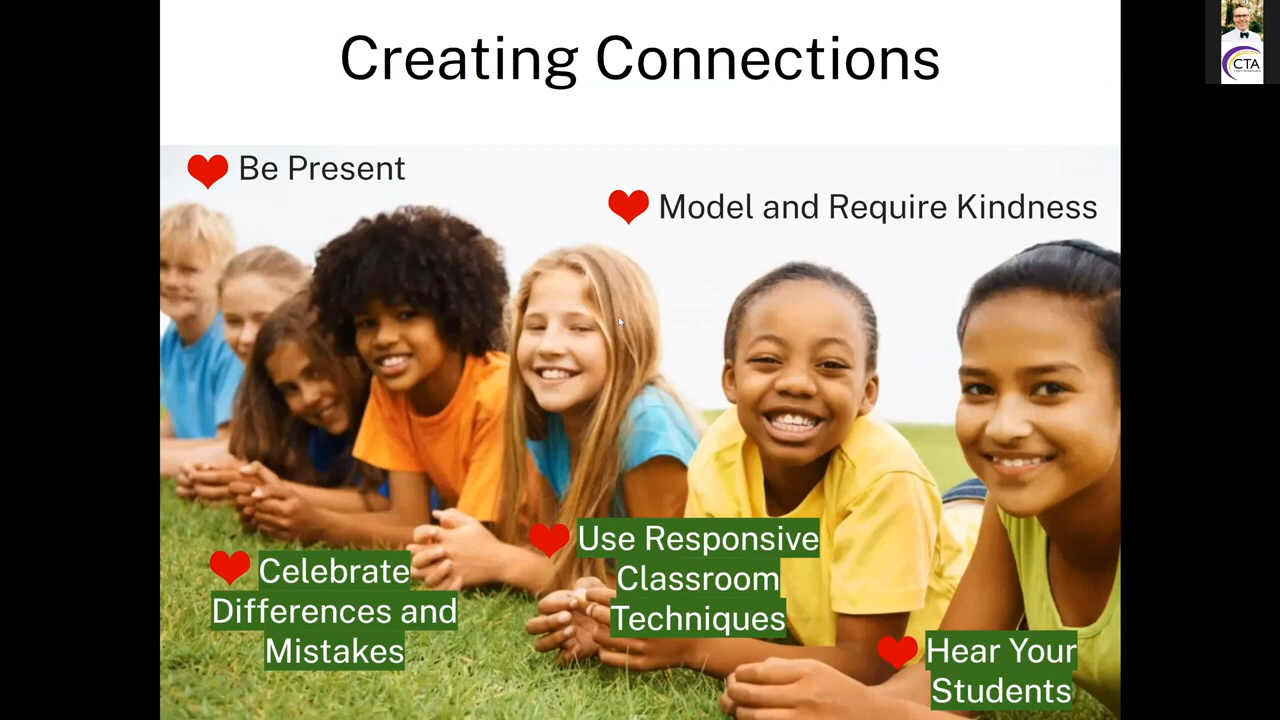 Creating Connections
Be Present
Model and Require Kindness
Use Responsive
Classroom
Techniques
Celebrate
Differences and
Mistakes
Hear Your
Students
CTA